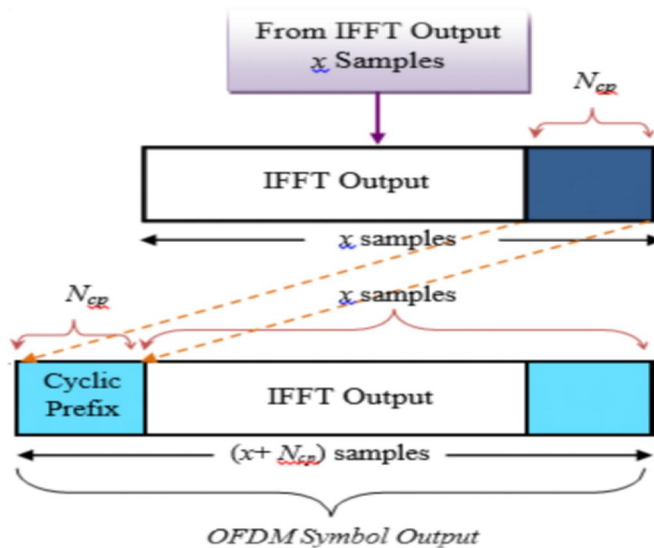 From IFFT Output
x Samples
Ncp
IFFT Output
x samples
Ncp
x samples
Cyclic
Prefix
IFFT Output
(x+ Ncp) samples
OFDM Symbol Output